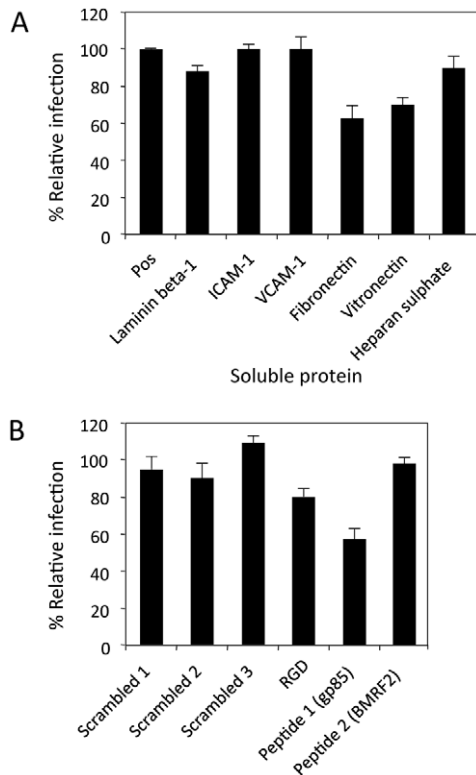 A
120
100
80
60
40
20
0
% Relative infection
Pos
Laminin beta-1
ICAM-1
VCAM-1
Fibronectin
Vitronectin
Heparan sulphate
Soluble protein
B
120
100
80
60
40
20
0
% Relative infection
Scrambled 1
Scrambled 2
Scrambled 3
RGD
Peptide 1 (gp85)
Peptide 2 (BMRF2)